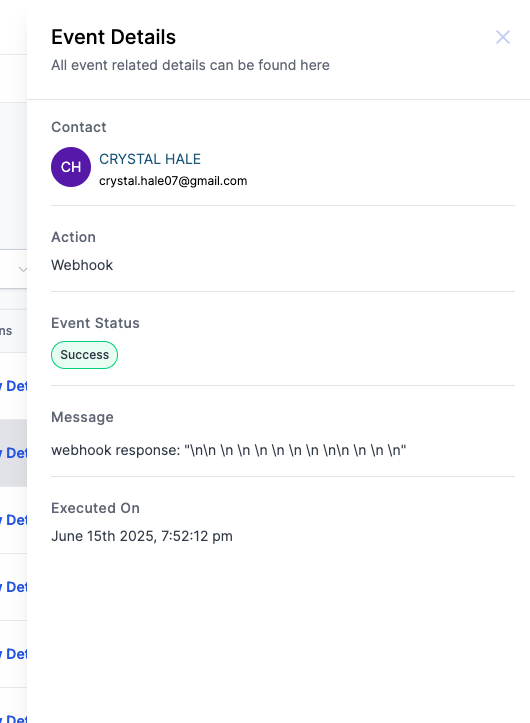 Event Details
All event related details can be found here
Contact
CH
CRYSTAL HALE
crystal.hale07@gmail.com
Action
Webhook
Event Status
Success
Message
webhook response: "\n\n \n \n \n \n \n \n \n\n \n \n \n"
Executed On
June 15th 2025, 7:52:12 pm
ns
Det
Det
Det
Det
Det